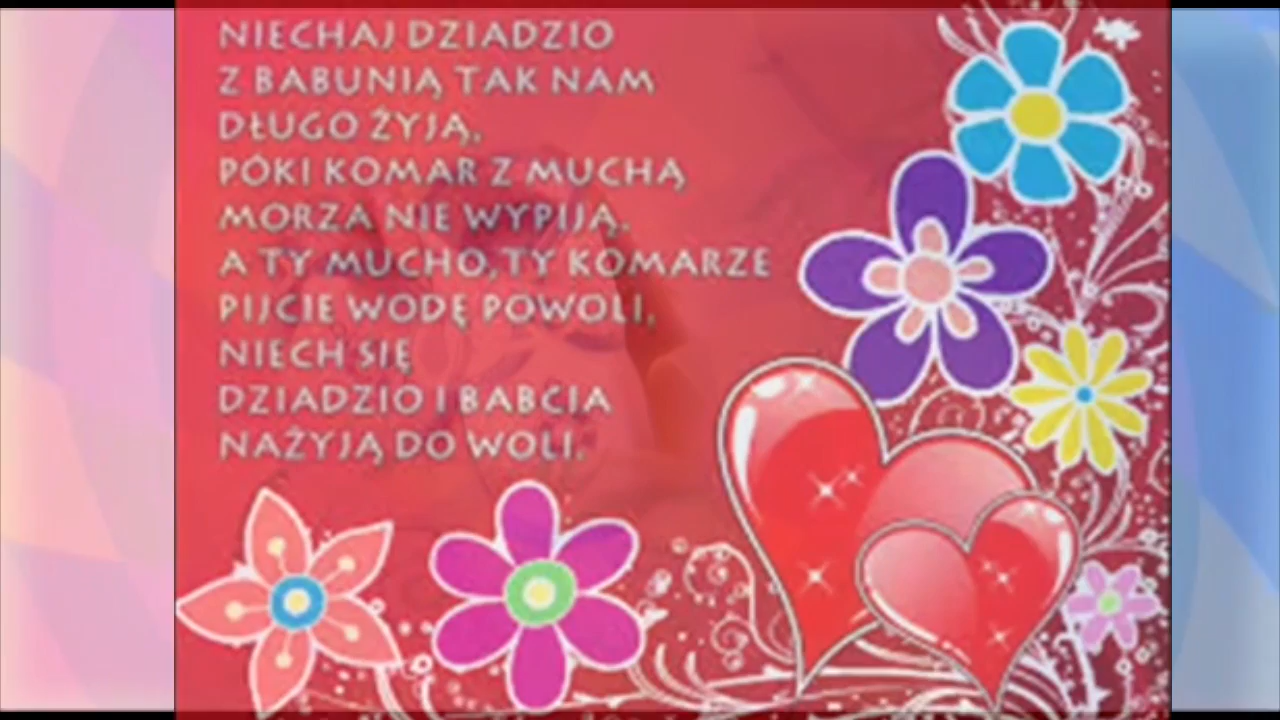 NIECHAJ DZIADZIO
Z BABUNIĄ TAK NAM
DŁUGO ŻYJĄ,
PÓKI KOMAR Z MUCHĄ
MORZA NIE WYPIJĄ.
A TY MUCHO,TY KOMARZE
PIJCIE WODĘ POWOLI,
NIECH SIĘ
DZIADZIO I BABCIA
NAŻYJĄ DO WOLI.